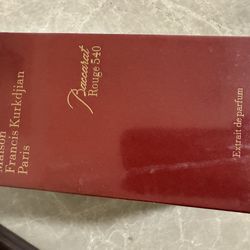 Maison
Francis Kurkdjian
Paris
Baccarat
Rouge 540
Extrait de parfum